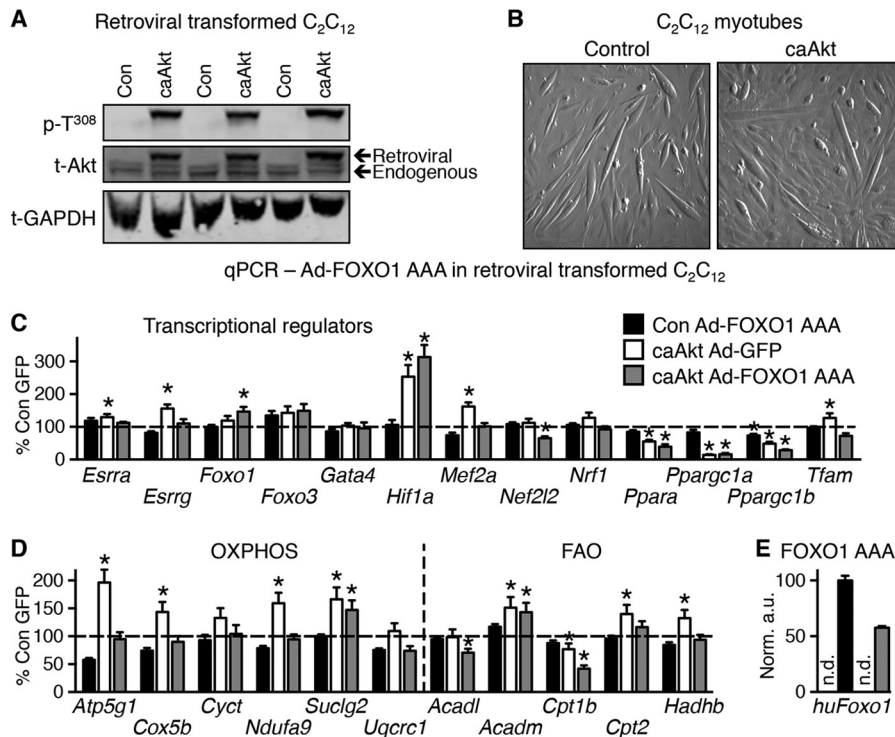 A Retroviral transformed C2C12
Con caAkt Con caAkt Con caAkt
p-T308
t-Akt
←Retroviral
←Endogenous
t-GAPDH
B C2C12 myotubes
Control caAkt
qPCR – Ad-FOXO1 AAA in retroviral transformed C2C12
C Transcriptional regulators
Con Ad-FOXO1 AAA
caAkt Ad-GFP
caAkt Ad-FOXO1 AAA
% Con GFP
300
200
100
0
* * * * * * * * * * * * * * *
Esrra Foxo1 Gata4 Mef2a Nrf1 Ppargc1a Tfam
Esrrg Foxo3 Hif1a Nef2l2 Ppara Ppargc1b
D OXPHOS FAO
% Con GFP
200
150
100
50
0
* * * * * * * * * * * *
Atp5g1 Cyct Suclg2 Acadl Cpt1b Hadhb
Cox5b Ndufa9 Uqcrc1 Acadm Cpt2
E FOXO1 AAA
Norm. a.u.
100
50
0
n.d. n.d.
huFoxo1